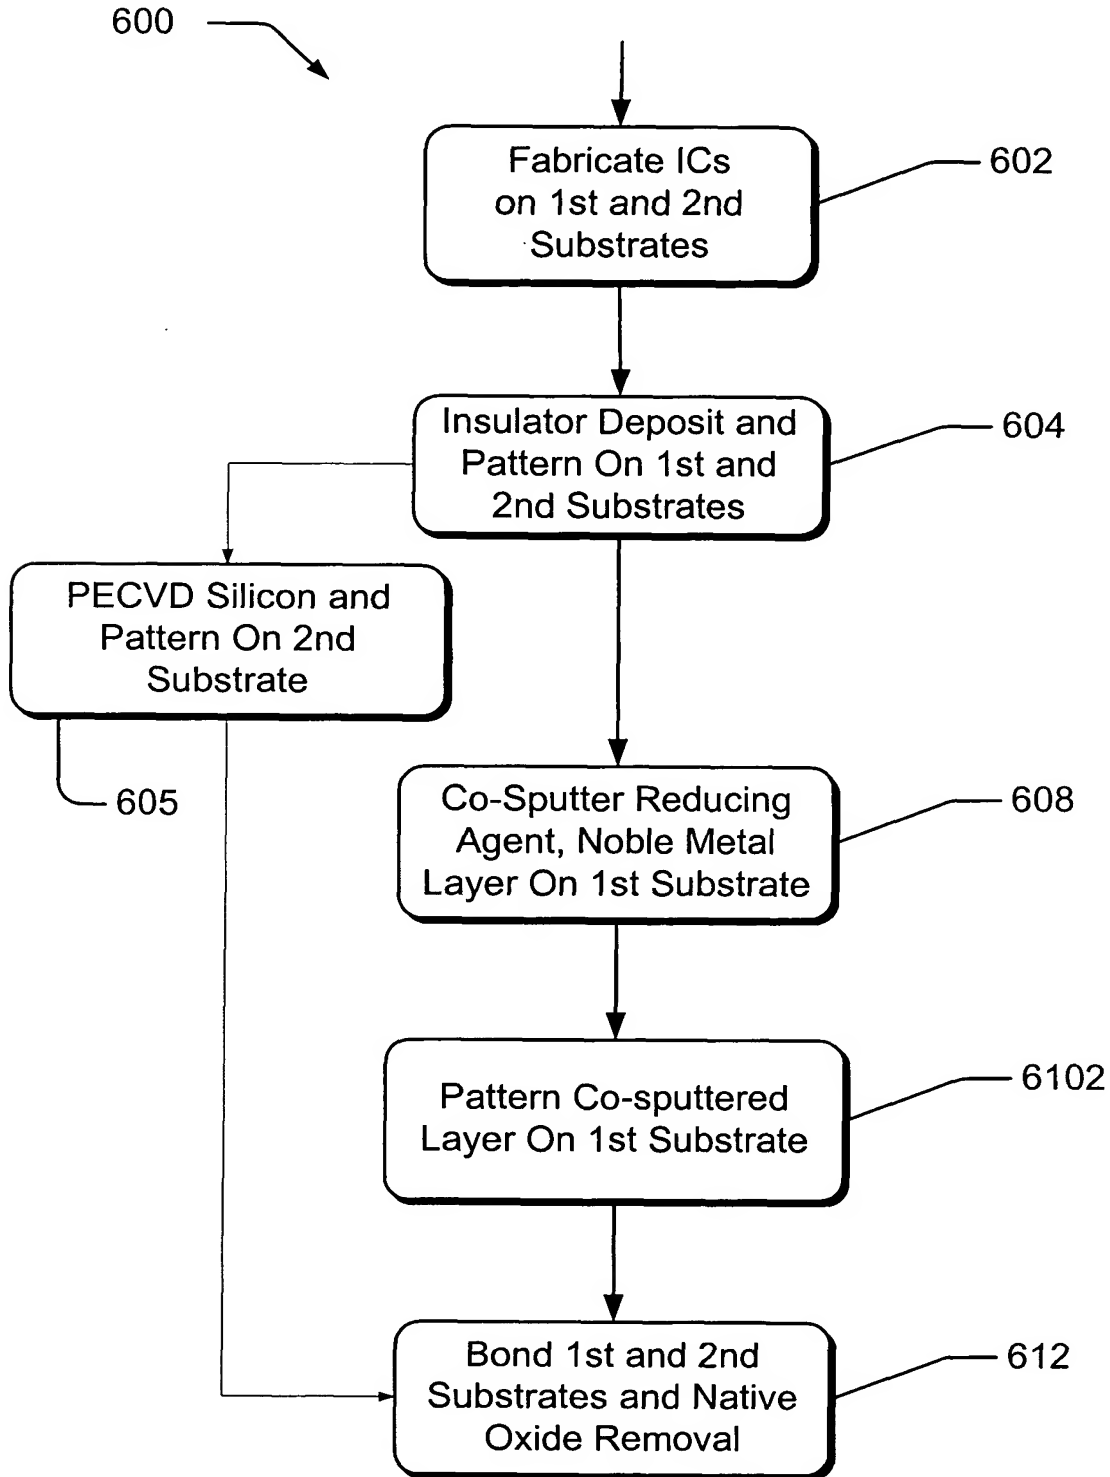 600
Fabricate ICs
on 1st and 2nd
Substrates
602
Insulator Deposit and
Pattern On 1st and
2nd Substrates
604
PECVD Silicon and
Pattern On 2nd
Substrate
605
Co-Sputter Reducing
Agent, Noble Metal
Layer On 1st Substrate
608
Pattern Co-sputtered
Layer On 1st Substrate
6102
Bond 1st and 2nd
Substrates and Native
Oxide Removal
612